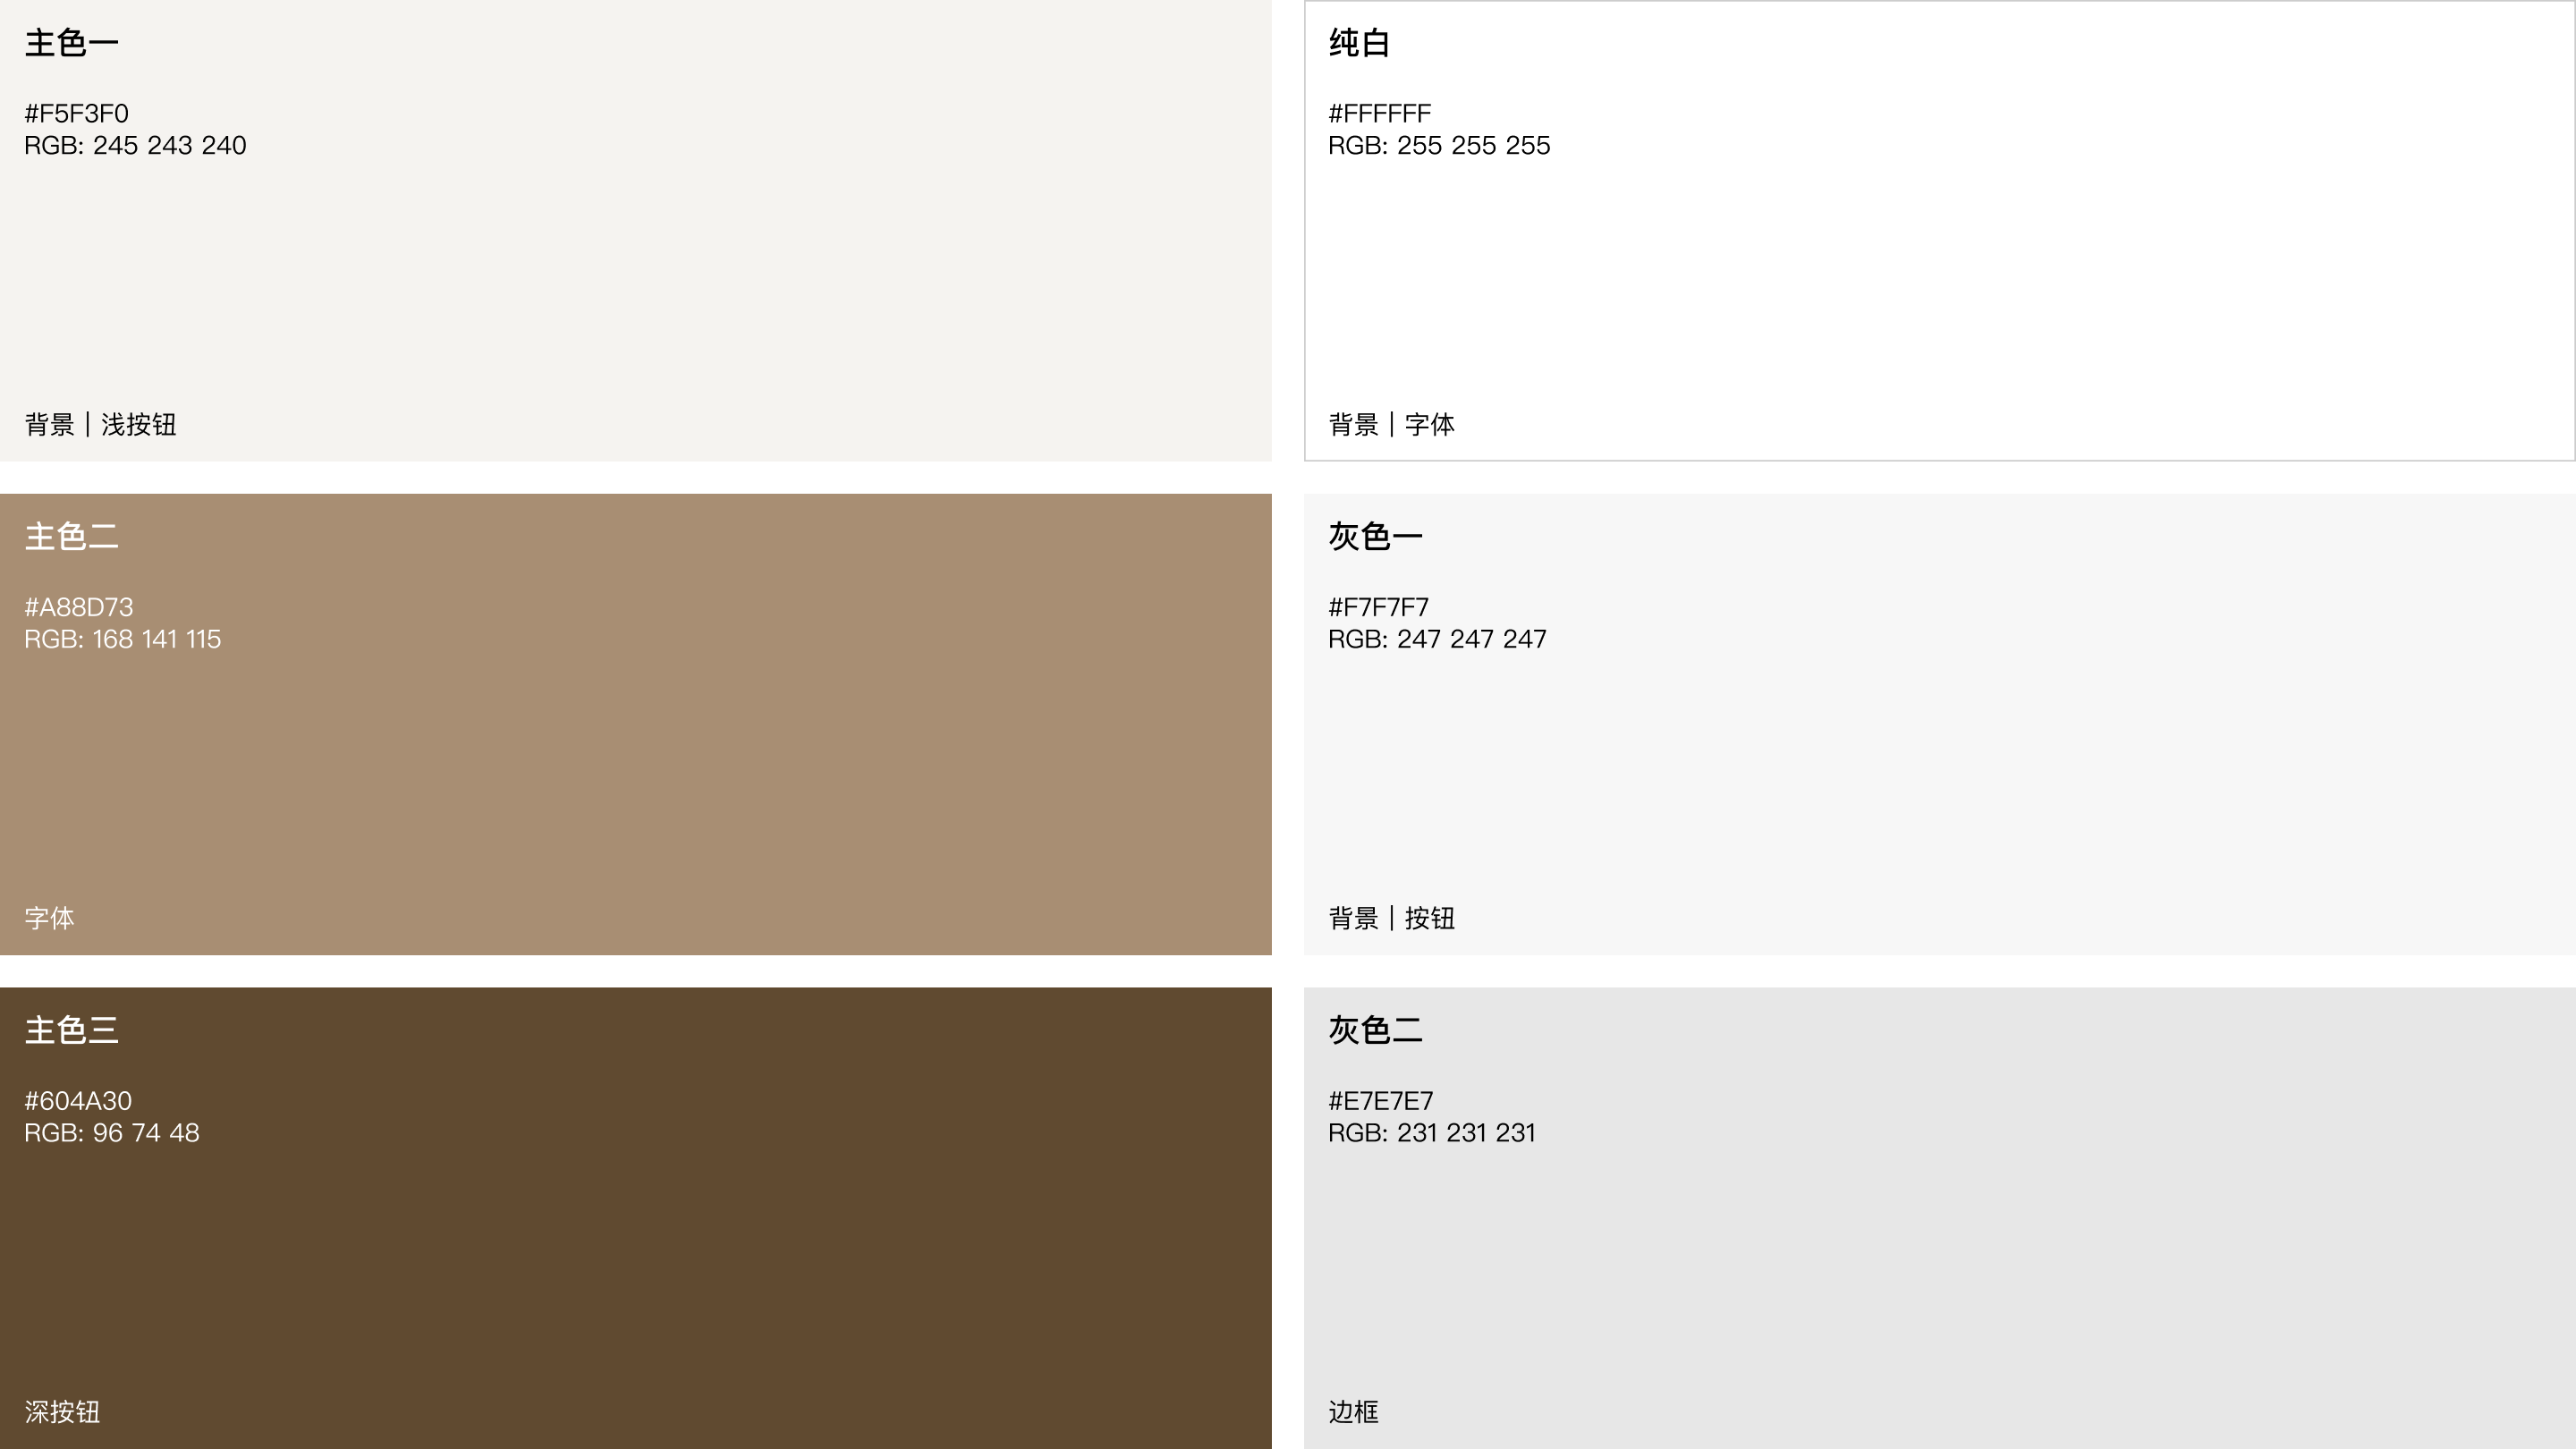 主色一
#F5F3F0
RGB: 245 243 240
背景｜浅按钮
纯白
#FFFFFF
RGB: 255 255 255
背景｜字体
主色二
#A88D73
RGB: 168 141 115
字体
灰色一
#F7F7F7
RGB: 247 247 247
背景｜按钮
主色三
#604A30
RGB: 96 74 48
深按钮
灰色二
#E7E7E7
RGB: 231 231 231
边框